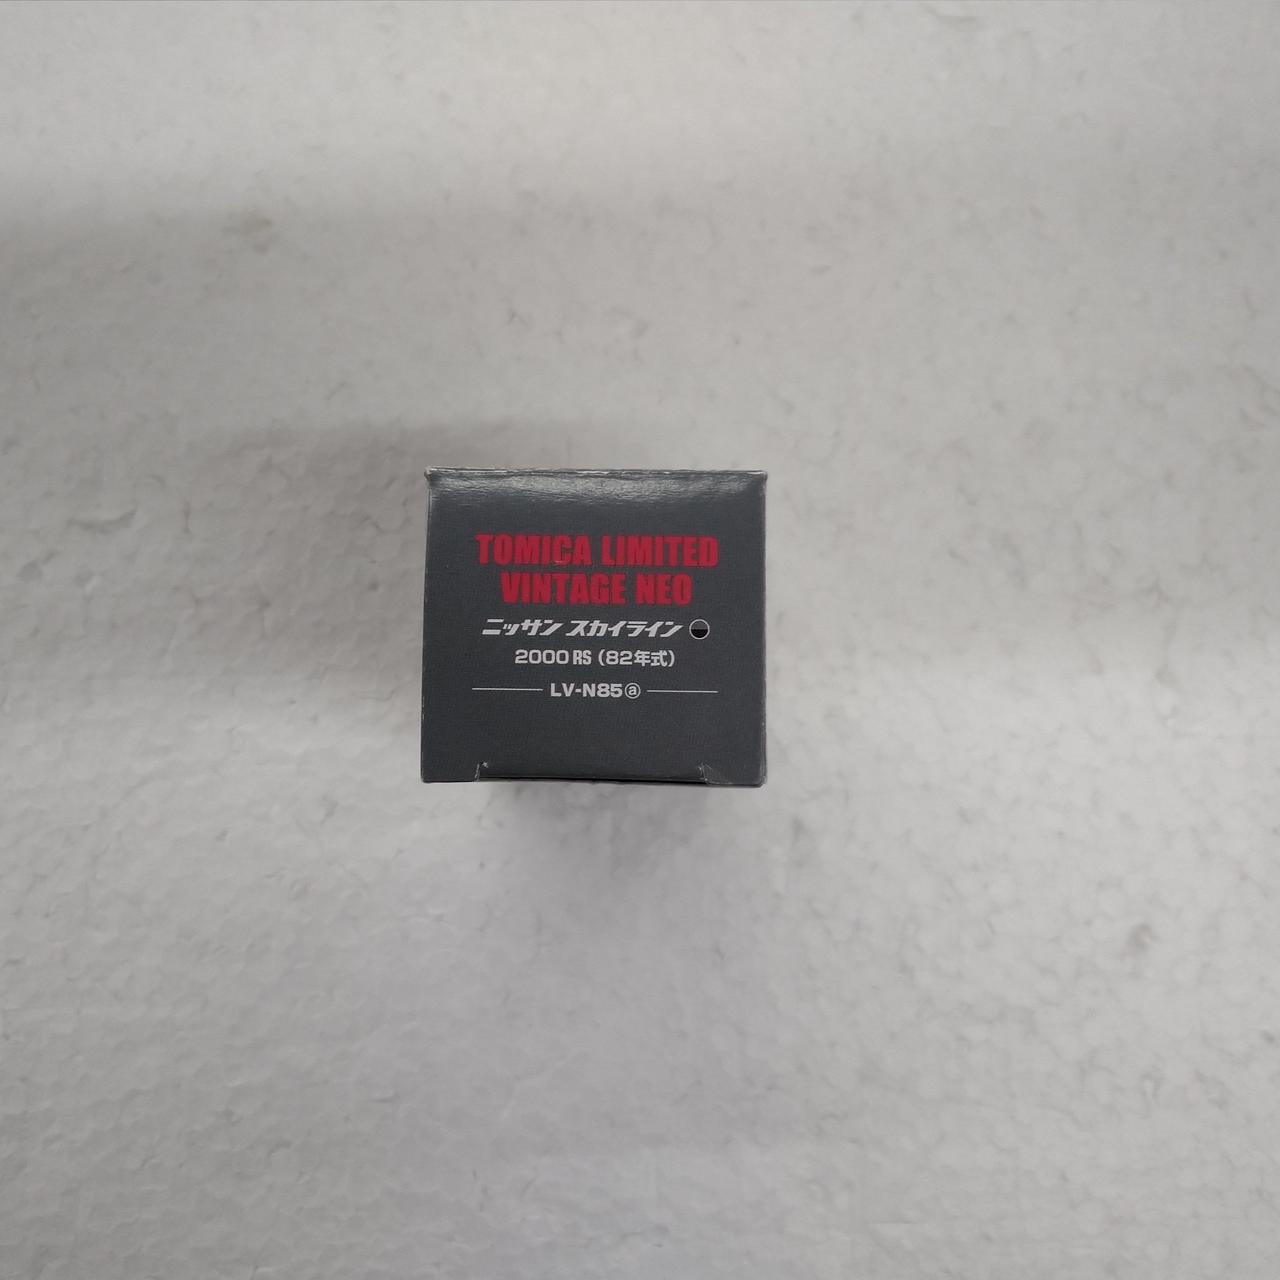 TOMICA LIMITED
VINTAGE NEO
ニッサン スカイライン
2000 RS (82年式)
LV-N85ⓐ